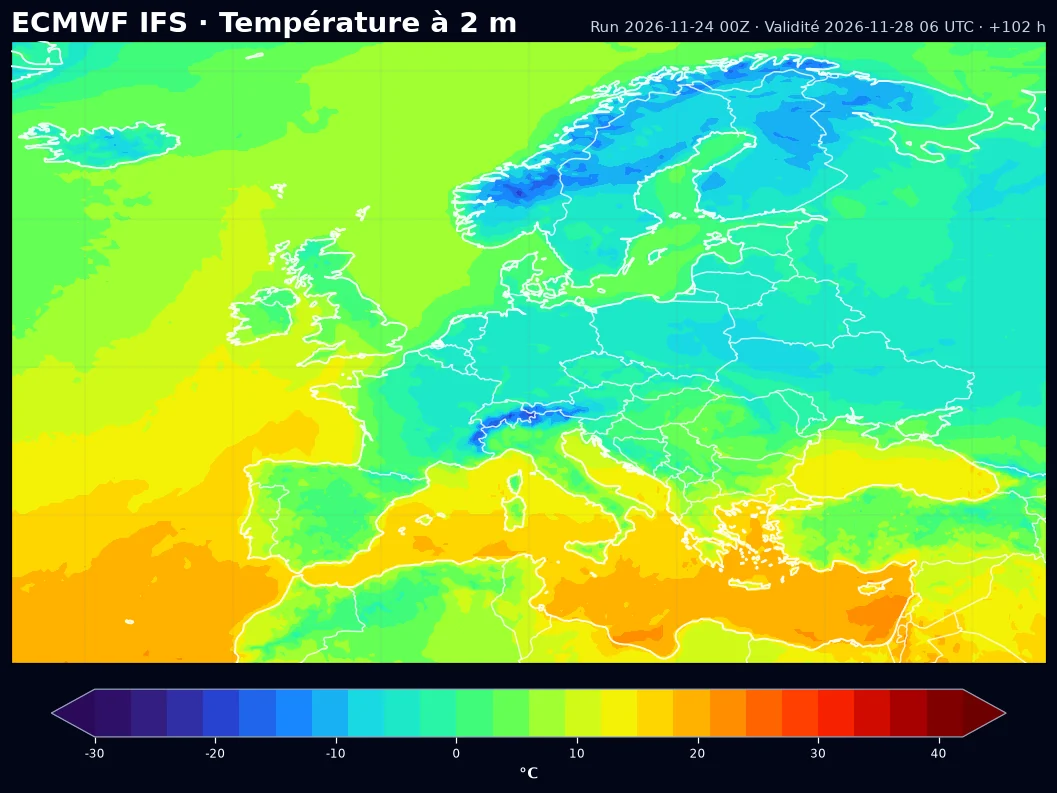 ECMWF IFS · Température à 2 m
Run 2026-11-24 00Z · Validité 2026-11-28 06 UTC · +102 h
-30 -20 -10 0 10 20 30 40
°C